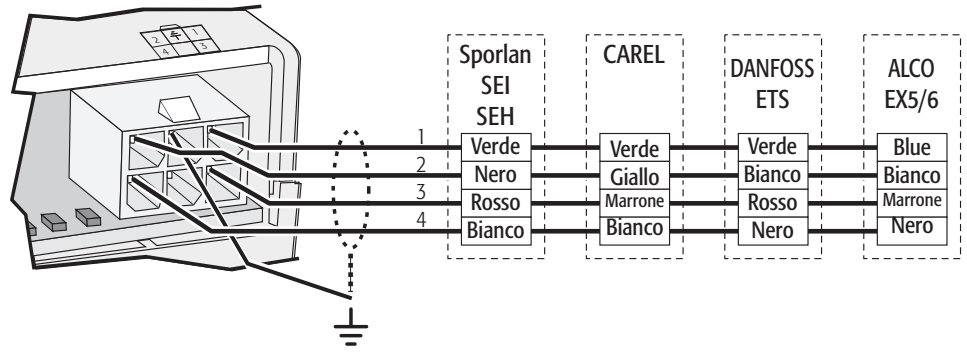 2 1
4 3
Sporlan
SEI
SEH
CAREL
DANFOSS
ETS
ALCO
EX5/6
1 Verde Verde Verde Blue
2 Nero Giallo Bianco Bianco
3 Rosso Marrone Rosso Marrone
4 Bianco Bianco Nero Nero